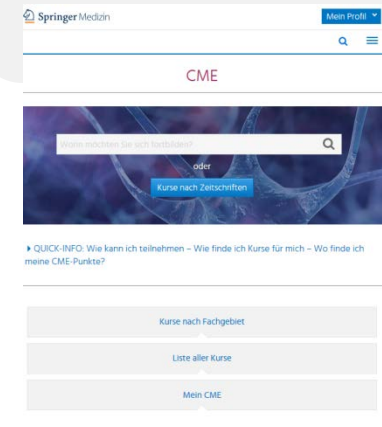 Springer Medizin
Mein Profil
CME
Worin möchten Sie sich fortbilden?
oder
Kurse nach Zeitschriften
QUICK-INFO: Wie kann ich teilnehmen – Wie finde ich Kurse für mich – Wo finde ich
meine CME-Punkte?
Kurse nach Fachgebiet
Liste aller Kurse
Mein CME